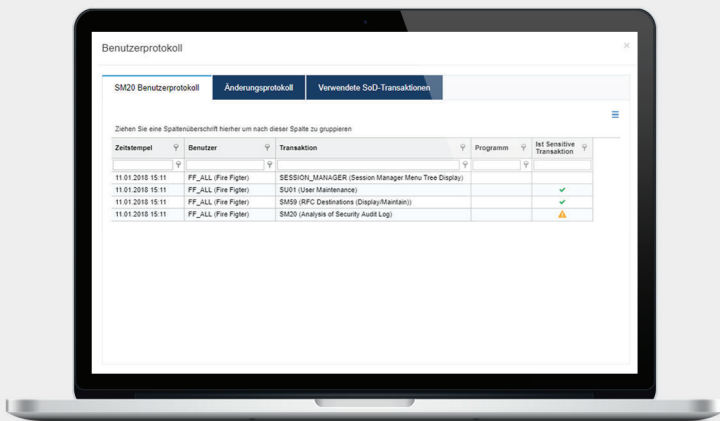 Benutzerprotokoll
SM20 Benutzerprotokoll Änderungsprotokoll Verwendete SoD-Transaktionen
Ziehen Sie eine Spaltenüberschrift hierher um nach dieser Spalte zu gruppieren
Zeitstempel Benutzer Transaktion Programm Ist Sensitive
Transaktion
11.01.2018 15:11 FF_ALL (Fire Figter) SESSION_MANAGER (Session Manager Menu Tree Display)
11.01.2018 15:11 FF_ALL (Fire Figter) SU01 (User Maintenance)
11.01.2018 15:11 FF_ALL (Fire Figter) SM59 (RFC Destinations (Display/Maintain))
11.01.2018 15:11 FF_ALL (Fire Figter) SM20 (Analysis of Security Audit Log)